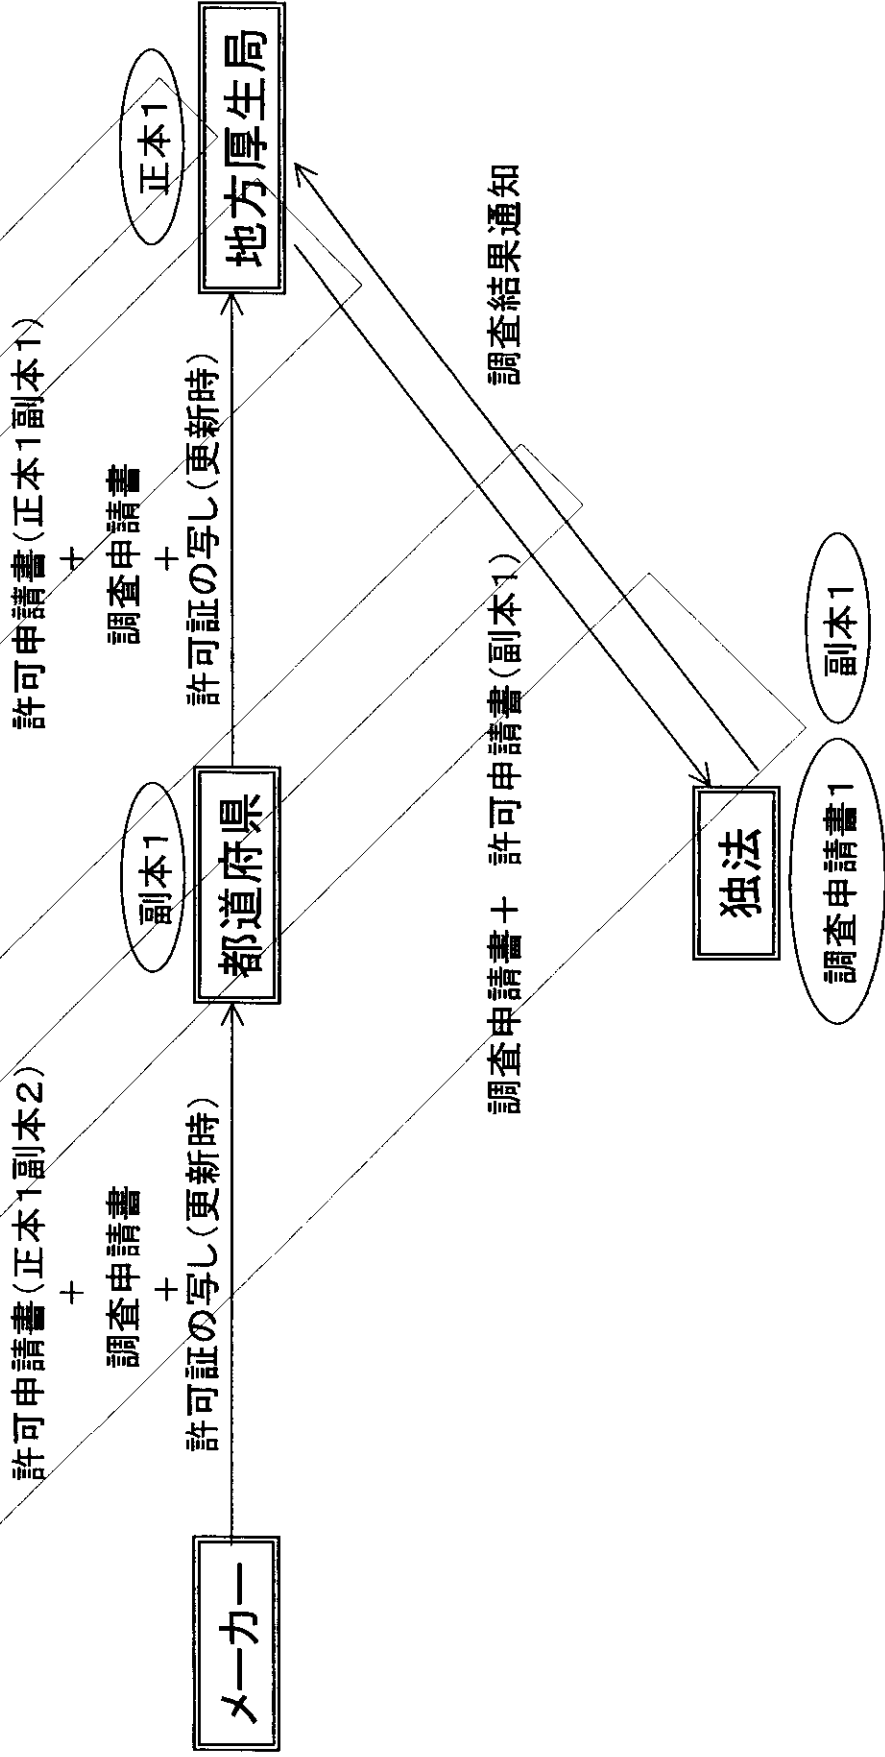 許可申請書(正本1副本2)
＋
調査申請書
＋
許可証の写し(更新時)
メーカー
副本1
都道府県
許可申請書(正本1副本1)
＋
調査申請書
＋
許可証の写し(更新時)
正本1
地方厚生局
調査申請書＋ 許可申請書(副本1)
調査結果通知
独法
調査申請書1
副本1